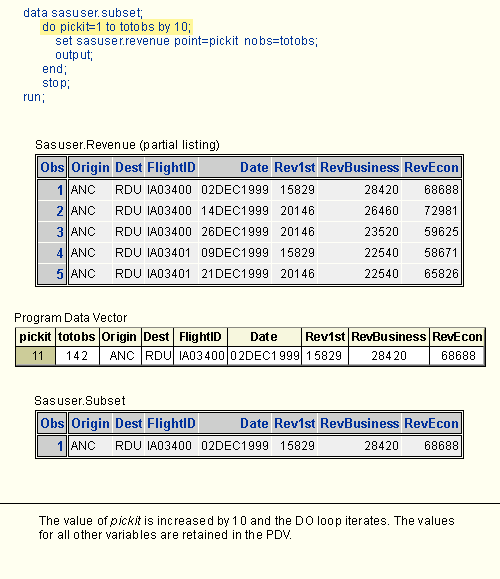 data sasuser.subset;
do pickit=1 to totobs by 10;
set sasuser.revenue point=pickit nobs=totobs;
output;
end;
stop;
run;
Sasuser.Revenue (partial listing)
Obs Origin Dest FlightID Date Rev1st RevBusiness RevEcon
1 ANC RDU IA03400 02DEC1999 15829 28420 68688
2 ANC RDU IA03400 14DEC1999 20146 26460 72981
3 ANC RDU IA03400 26DEC1999 20146 23520 59625
4 ANC RDU IA03401 09DEC1999 15829 22540 58671
5 ANC RDU IA03401 21DEC1999 20146 22540 65826
Program Data Vector
pickit totobs Origin Dest FlightID Date Rev1st RevBusiness RevEcon
11 142 ANC RDU IA03400 02DEC1999 15829 28420 68688
Sasuser.Subset
Obs Origin Dest FlightID Date Rev1st RevBusiness RevEcon
1 ANC RDU IA03400 02DEC1999 15829 28420 68688
The value of pickit is increased by 10 and the DO loop iterates. The values
for all other variables are retained in the PDV.